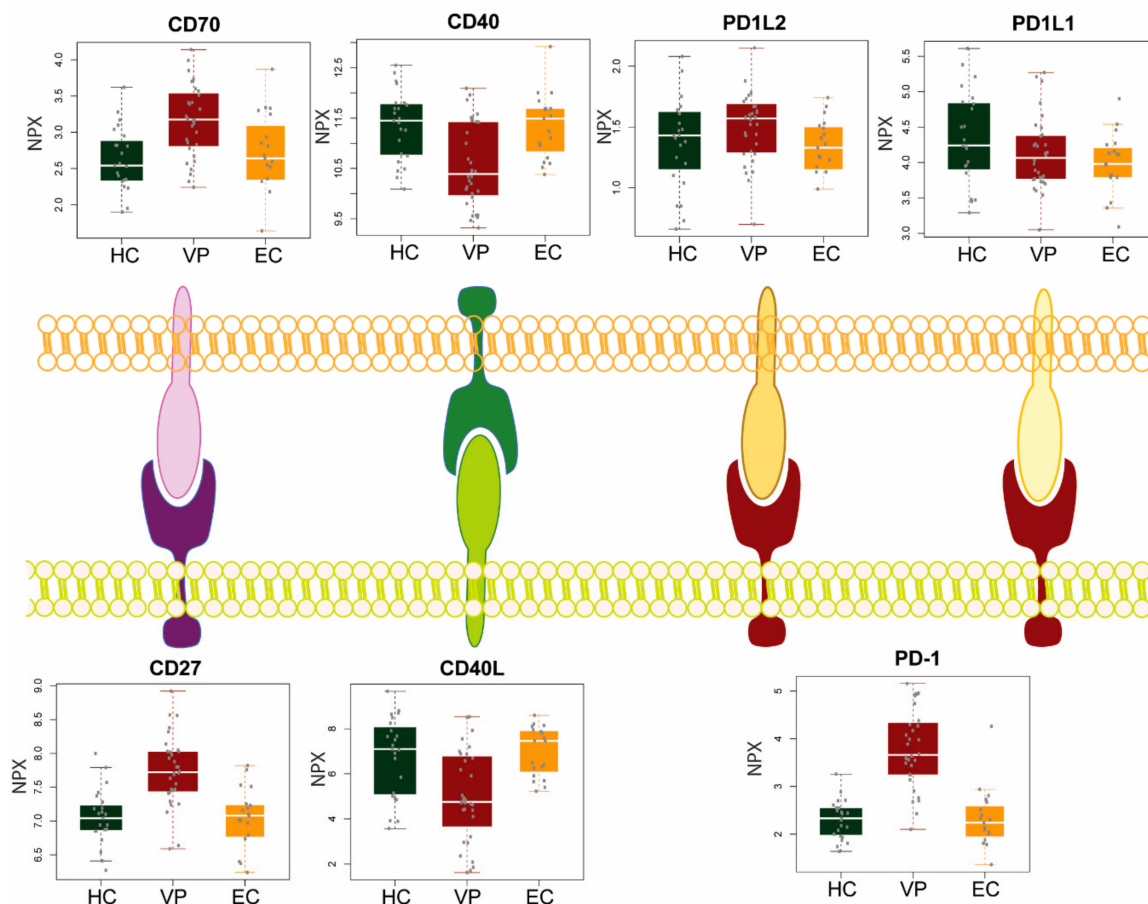 CD70
CD40
PD1L2
PD1L1
NPX
4.0
3.5
3.0
2.5
2.0
HC VP EC
NPX
12.5
11.5
10.5
9.5
HC VP EC
NPX
2.0
1.5
1.0
HC VP EC
NPX
5.5
5.0
4.5
4.0
3.5
3.0
HC VP EC
CD27
CD40L
PD-1
NPX
9.0
8.5
8.0
7.5
7.0
6.5
HC VP EC
NPX
8
6
4
2
HC VP EC
NPX
5
4
3
2
HC VP EC